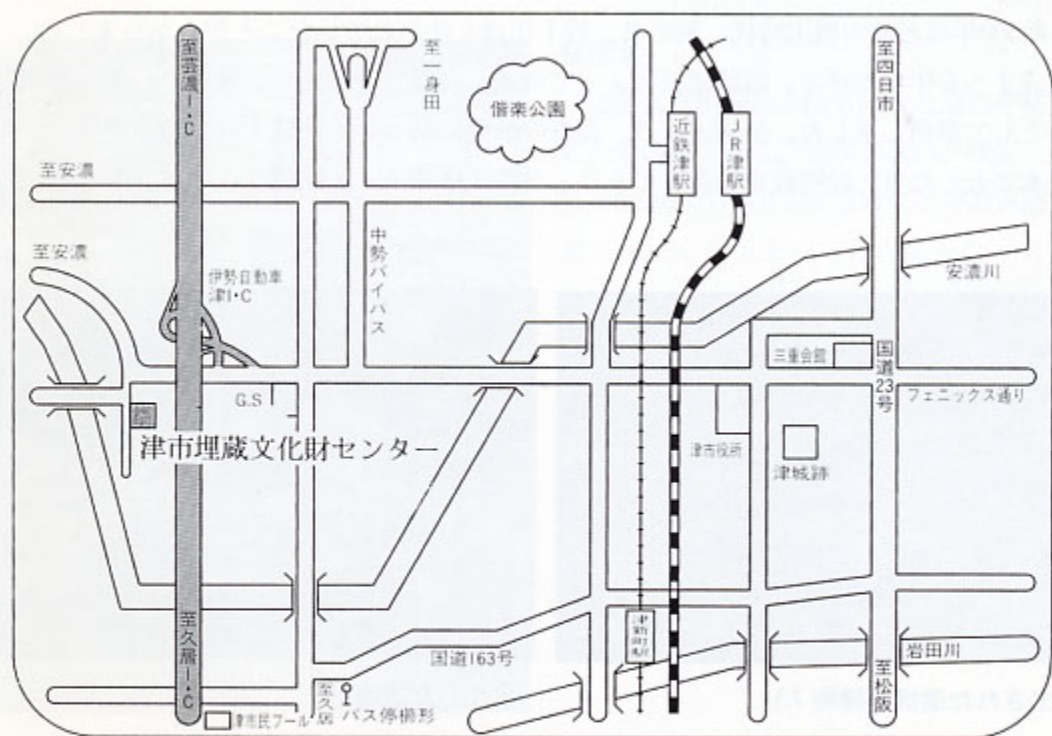 至芸濃I・C
至一身田
偕楽公園
近鉄津駅
JR津駅
至四日市
至安濃
至安濃
伊勢自動車
津I・C
中勢バイパス
安濃川
三重会館
国道23号
フェニックス通り
G.S
津市埋蔵文化財センター
津市役所
津城跡
津新町駅
国道163号
岩田川
至久居I・C
至久居
バス停櫛形
津市民プール
至松阪